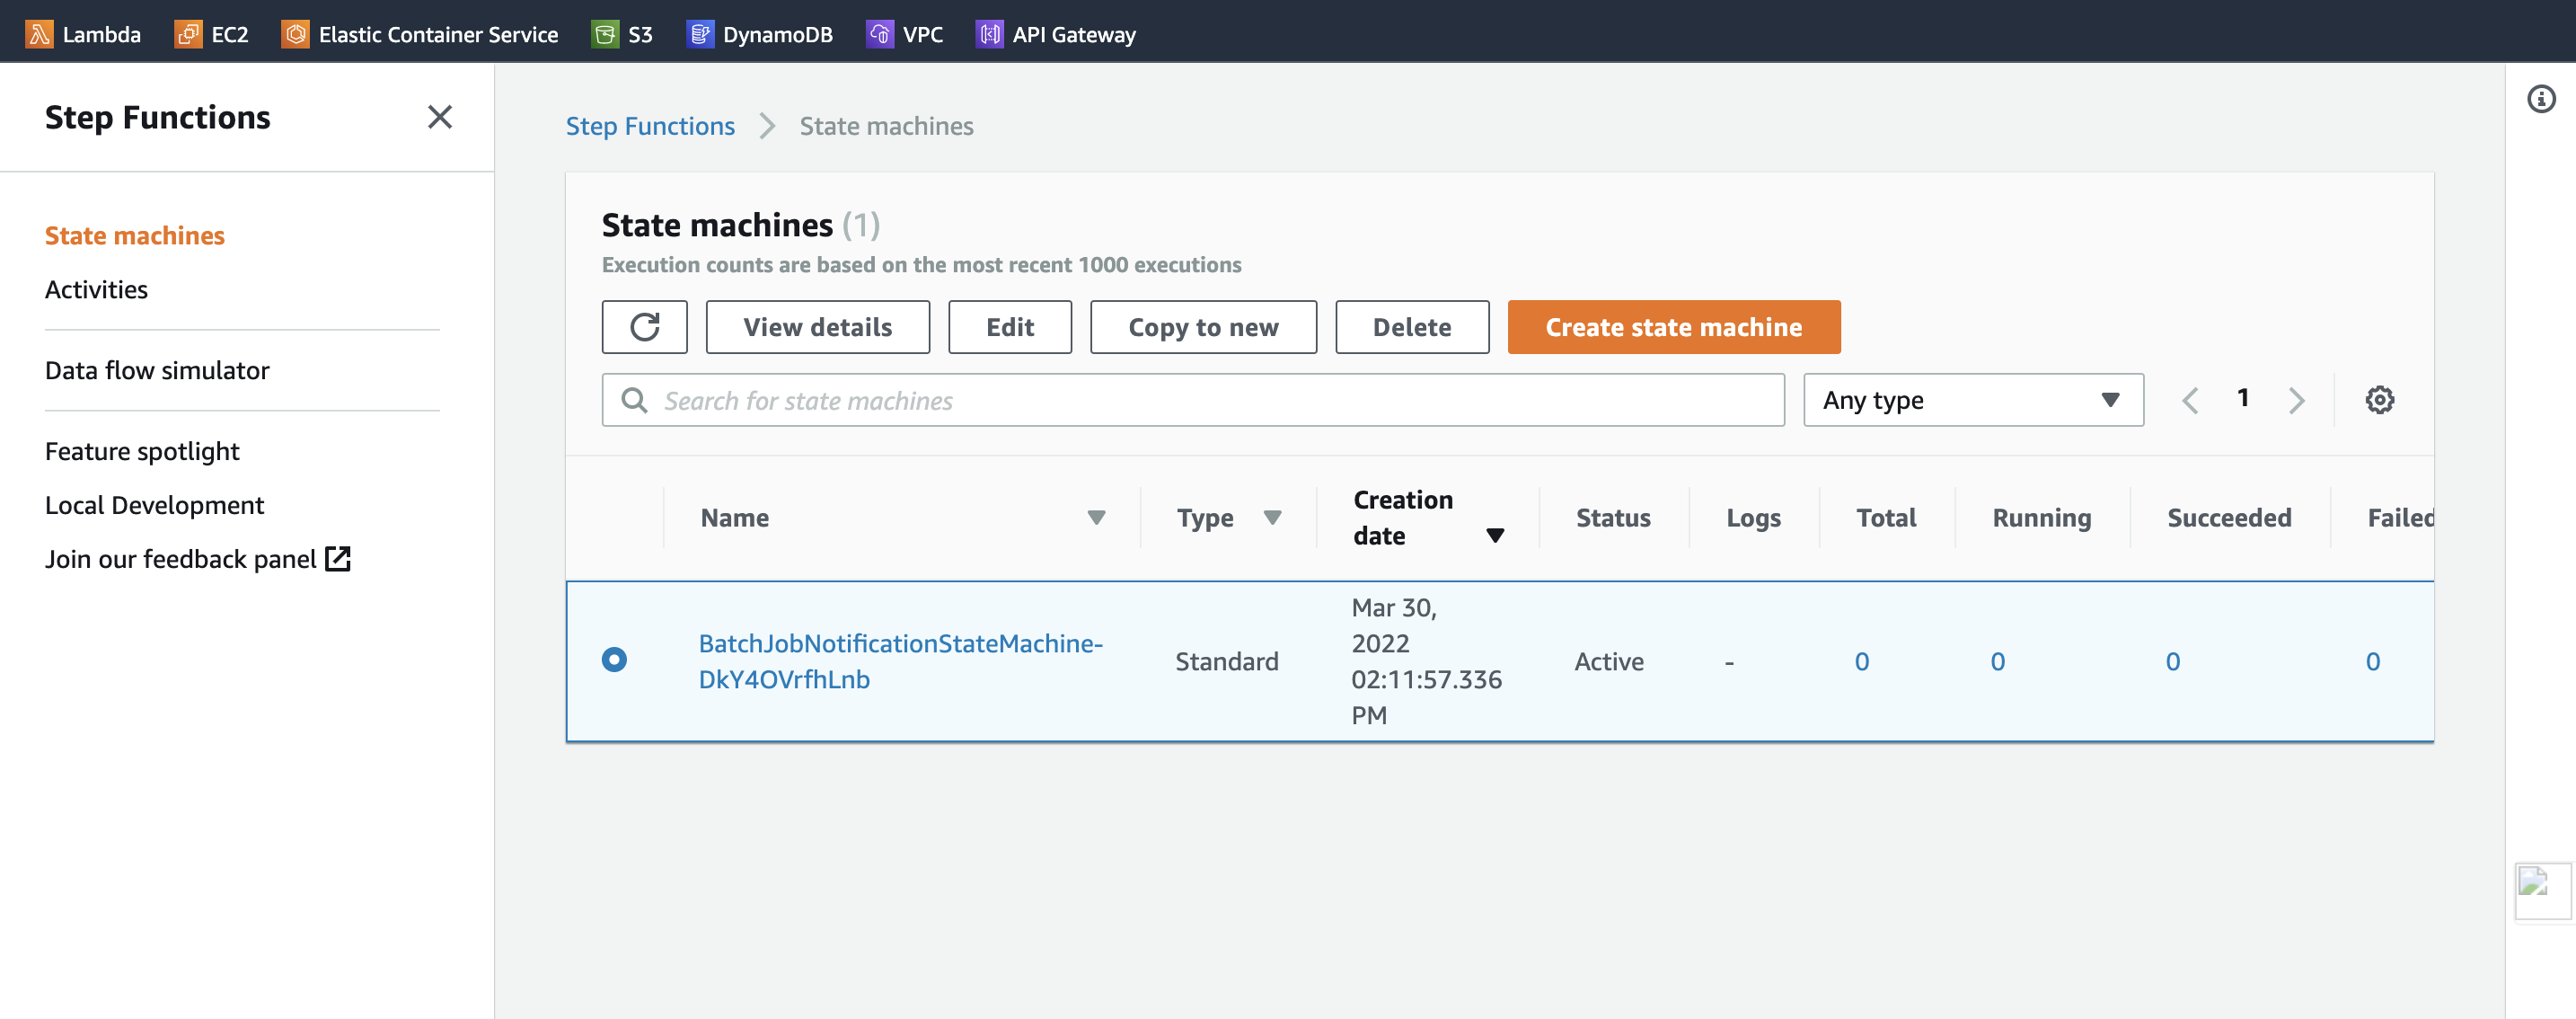 Lambda EC2 Elastic Container Service S3 DynamoDB VPC API Gateway
Step Functions
State machines
Activities
Data flow simulator
Feature spotlight
Local Development
Join our feedback panel
Step Functions State machines
State machines (1)
Execution counts are based on the most recent 1000 executions
View details Edit Copy to new Delete Create state machine
Search for state machines Any type 1
Name Type Creation date Status Logs Total Running Succeeded Failed
BatchJobNotificationStateMachine-
DkY4OVrfhLnb
Standard
Mar 30,
2022
02:11:57.336
PM
Active - 0 0 0 0